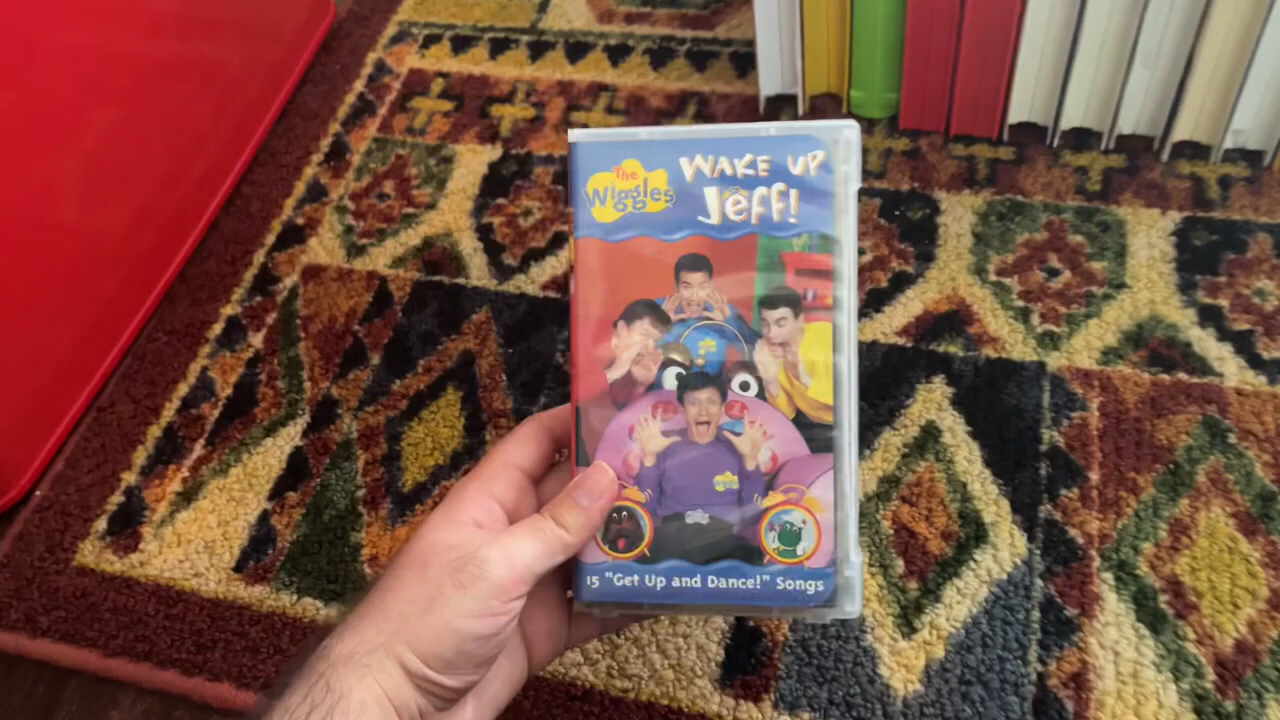 The
Wiggles
WAKE UP
Jeff!
15 "Get Up and Dance!" Songs